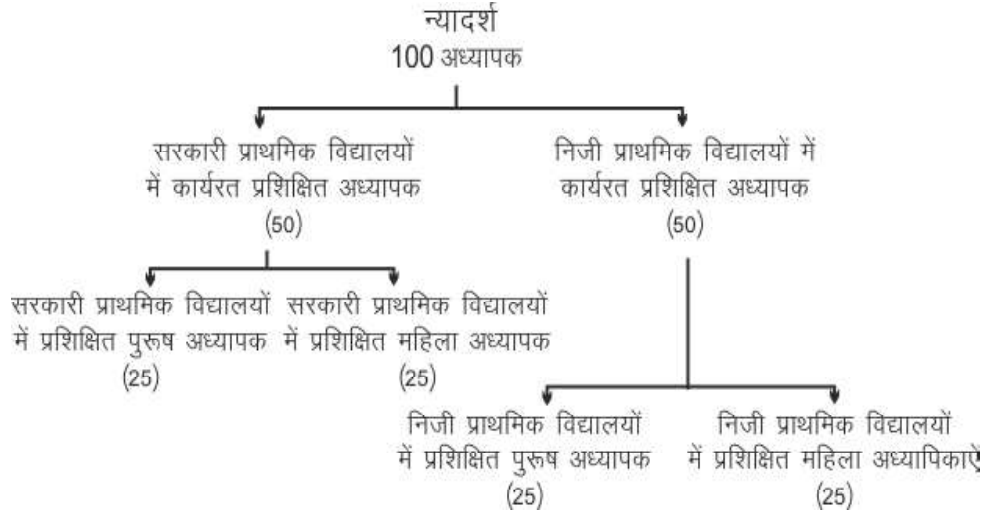 न्यादर्श
100 अध्यापक
सरकारी प्राथमिक विद्यालयों
में कार्यरत प्रशिक्षित अध्यापक
(50)
निजी प्राथमिक विद्यालयों में
कार्यरत प्रशिक्षित अध्यापक
(50)
सरकारी प्राथमिक विद्यालयों
में प्रशिक्षित पुरूष अध्यापक
(25)
सरकारी प्राथमिक विद्यालयों
में प्रशिक्षित महिला अध्यापक
(25)
निजी प्राथमिक विद्यालयों
में प्रशिक्षित पुरूष अध्यापक
(25)
निजी प्राथमिक विद्यालयों
में प्रशिक्षित महिला अध्यापिकाऐं
(25)